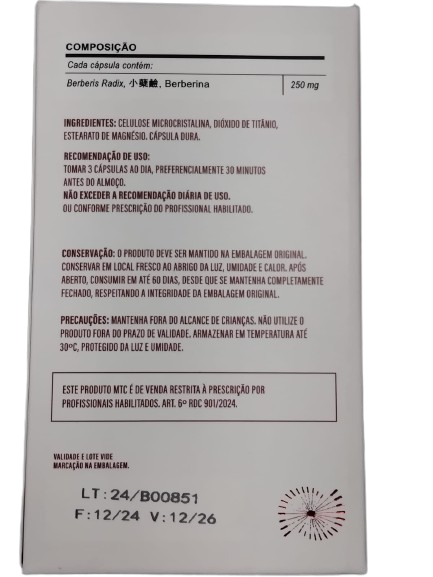 COMPOSIÇÃO
Cada cápsula contém:
Berberis Radix, 小蘖鹼, Berberina 250 mg
INGREDIENTES: CELULOSE MICROCRISTALINA, DIÓXIDO DE TITÂNIO,
ESTEARATO DE MAGNÉSIO. CÁPSULA DURA.
RECOMENDAÇÃO DE USO:
TOMAR 3 CÁPSULAS AO DIA, PREFERENCIALMENTE 30 MINUTOS
ANTES DO ALMOÇO.
NÃO EXCEDER A RECOMENDAÇÃO DIÁRIA DE USO.
OU CONFORME PRESCRIÇÃO DO PROFISSIONAL HABILITADO.
CONSERVAÇÃO: O PRODUTO DEVE SER MANTIDO NA EMBALAGEM ORIGINAL.
CONSERVAR EM LOCAL FRESCO AO ABRIGO DA LUZ, UMIDADE E CALOR. APÓS
ABERTO, CONSUMIR EM ATÉ 60 DIAS, DESDE QUE SE MANTENHA COMPLETAMENTE
FECHADO, RESPEITANDO A INTEGRIDADE DA EMBALAGEM ORIGINAL.
PRECAUÇÕES: MANTENHA FORA DO ALCANCE DE CRIANÇAS. NÃO UTILIZE O
PRODUTO FORA DO PRAZO DE VALIDADE. ARMAZENAR EM TEMPERATURA ATÉ
30ºC, PROTEGIDO DA LUZ E UMIDADE.
ESTE PRODUTO MTC É DE VENDA RESTRITA À PRESCRIÇÃO POR
PROFISSIONAIS HABILITADOS. ART. 6º RDC 901/2024.
VALIDADE E LOTE VIDE
MARCAÇÃO NA EMBALAGEM.
LT:24/B00851
F:12/24 V:12/26